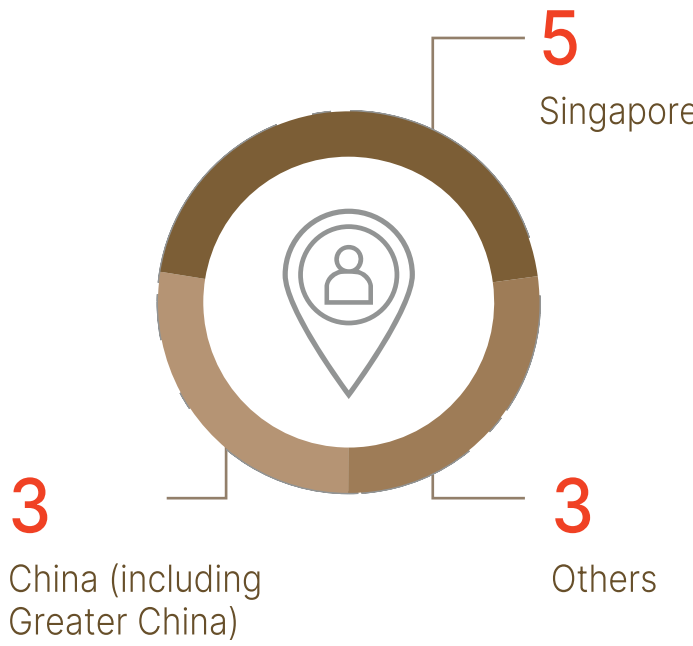 5
Singapore
3
China (including
Greater China)
3
Others